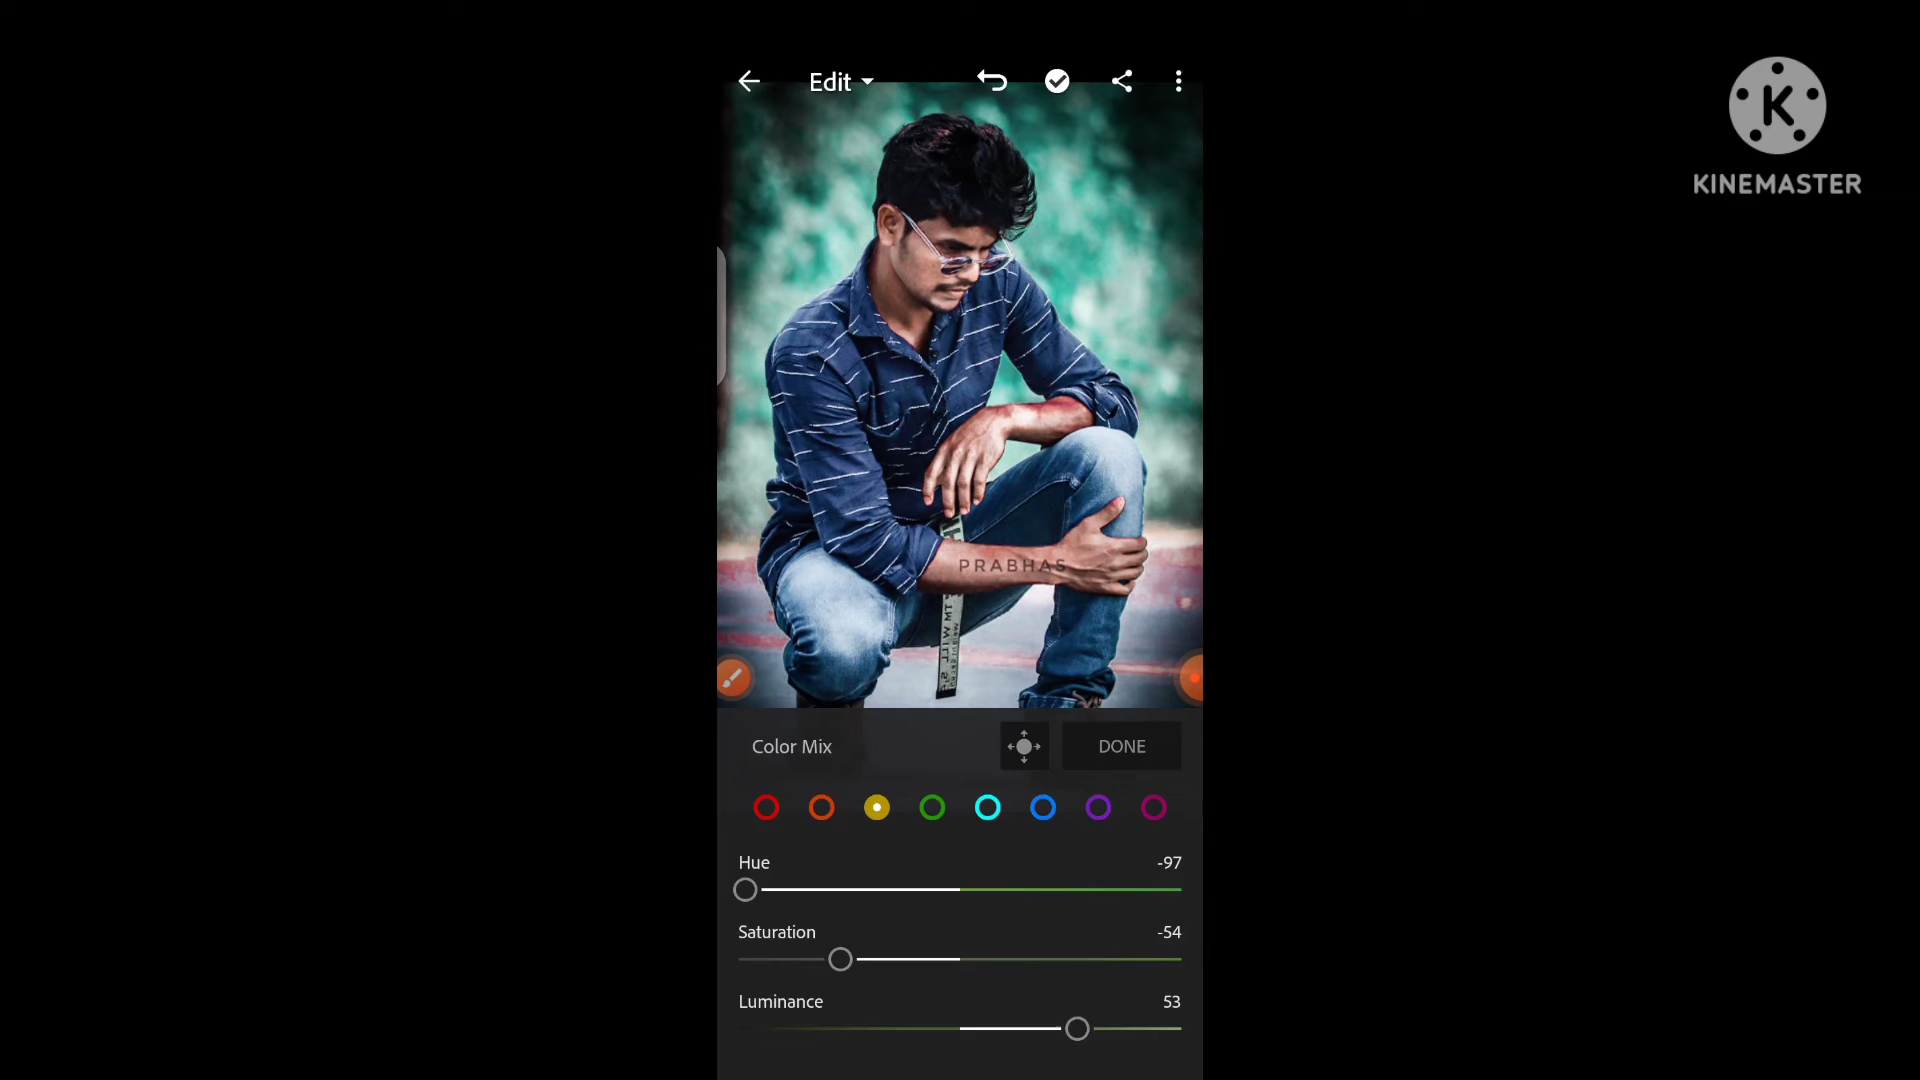 Edit
KINEMASTER
PRABHAS
Color Mix
DONE
Hue
-97
Saturation
-54
Luminance
53